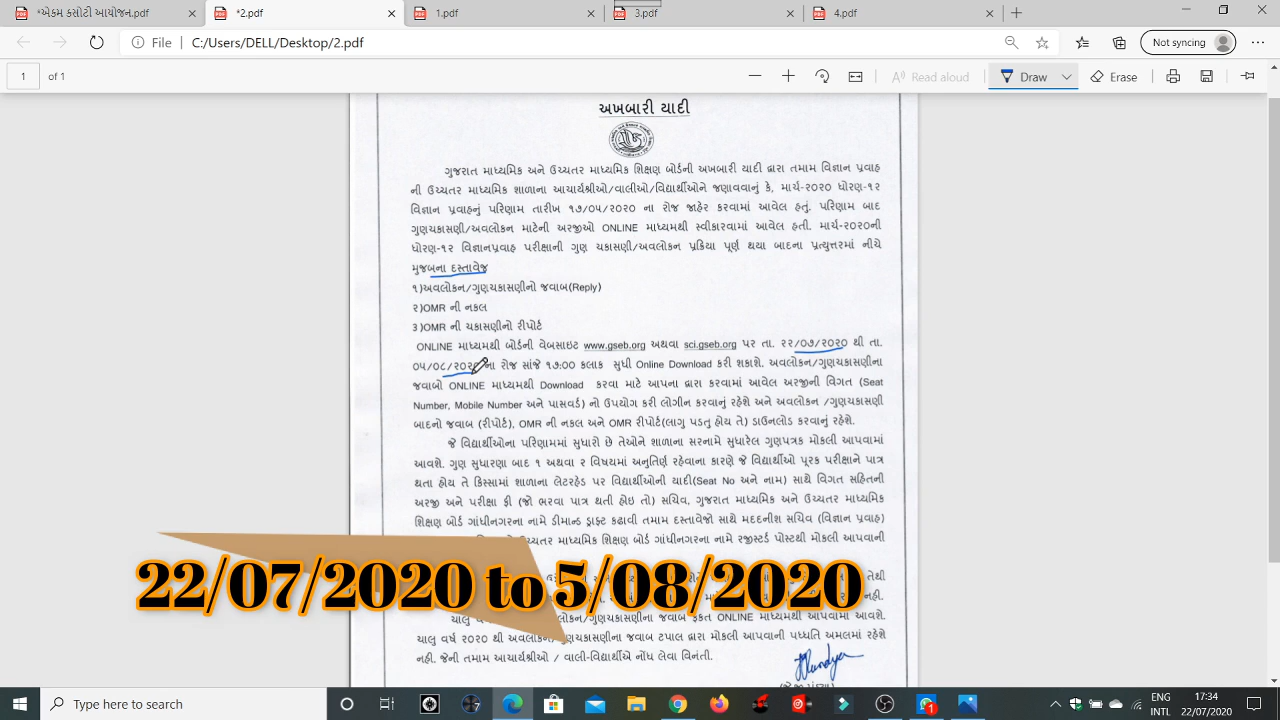 *એકમ કસોટી આયોજન.pdf
*2.pdf
1.pdf
3.pdf
4.pdf
File C:/Users/DELL/Desktop/2.pdf
Not syncing
1 of 1
Read aloud
Draw
Erase
અખબારી યાદી
ગુજરાત માધ્યમિક અને ઉચ્ચતર માધ્યમિક શિક્ષણ બોર્ડની અખબારી યાદી દ્વારા તમામ વિજ્ઞાન પ્રવાહ
ની ઉચ્ચતર માધ્યમિક શાળાના આચાર્યશ્રીઓ/વાલીઓ/વિદ્યાર્થીઓને જણાવવાનું કે, માર્ચ-૨૦૨૦ ધોરણ-૧૨
વિજ્ઞાન પ્રવાહનું પરિણામ તારીખ ૧૭/૦૫/૨૦૨૦ ના રોજ જાહેર કરવામાં આવેલ હતું. પરિણામ બાદ
ગુણચકાસણી/અવલોકન માટેની અરજીઓ ONLINE માધ્યમથી સ્વીકારવામાં આવેલ હતી. માર્ચ-૨૦૨૦ની
ધોરણ-૧૨ વિજ્ઞાનપ્રવાહ પરીક્ષાની ગુણ ચકાસણી/અવલોકન પ્રક્રિયા પૂર્ણ થયા બાદના પ્રત્યુત્તરમાં નીચે
મુજબના દસ્તાવેજ
૧)અવલોકન/ગુણચકાસણીનો જવાબ(Reply)
૨)OMR ની નકલ
૩)OMR ની ચકાસણીનો રીપોર્ટ
ONLINE માધ્યમથી બોર્ડની વેબસાઇટ www.gseb.org અથવા sci.gseb.org પર તા. ૨૨/૦૭/૨૦૨૦ થી તા.
૦૫/૦૮/૨૦૨૦ ના રોજ સાંજે ૧૭:૦૦ કલાક સુધી Online Download કરી શકાશે. અવલોકન/ગુણચકાસણીના
જવાબો ONLINE માધ્યમથી Download કરવા માટે આપના દ્વારા કરવામાં આવેલ અરજીની વિગત (Seat
Number, Mobile Number અને પાસવર્ડ) નો ઉપયોગ કરી લોગીન કરવાનું રહેશે અને અવલોકન /ગુણચકાસણી
બાદનો જવાબ (રીપોર્ટ), OMR ની નકલ અને OMR રીપોર્ટ(લાગુ પડતુ હોય તે) ડાઉનલોડ કરવાનું રહેશે.
જે વિદ્યાર્થીઓના પરિણામમાં સુધારો છે તેઓને શાળાના સરનામે સુધારેલ ગુણપત્રક મોકલી આપવામાં
આવશે. ગુણ સુધારણા બાદ ૧ અથવા ૨ વિષયમાં અનુતિર્ણ રહેવાના કારણે જે વિદ્યાર્થીઓ પૂરક પરીક્ષાને પાત્ર
થતા હોય તે કિસ્સામાં શાળાના લેટરહેડ પર વિદ્યાર્થીઓની યાદી(Seat No અને નામ) સાથે વિગત સહિતની
અરજી અને પરીક્ષા ફી (જો ભરવા પાત્ર થતી હોઇ તો) સચિવ, ગુજરાત માધ્યમિક અને ઉચ્ચતર માધ્યમિક
શિક્ષણ બોર્ડ ગાંધીનગરના નામે ડીમાન્ડ ડ્રાફ્ટ કઢાવી તમામ દસ્તાવેજો સાથે મદદનીશ સચિવ (વિજ્ઞાન પ્રવાહ)
માધ્યમિક શિક્ષણ બોર્ડ ગાંધીનગરના નામે રજીસ્ટર્ડ પોસ્ટથી મોકલી આપવાની
તેથી
નહી.
ગુણચકાસણીના જવાબ ફક્ત ONLINE માધ્યમથી આપવામાં આવશે.
ચાલુ વર્ષ ૨૦૨૦ થી અવલોકન/ગુણચકાસણીના જવાબ ટપાલ દ્વારા મોકલી આપવાની પધ્ધતિ અમલમાં રહેશે
નહી. જેની તમામ આચાર્યશ્રીઓ / વાલી-વિદ્યાર્થીએ નોંધ લેવા વિનંતી.
22/07/2020 to 5/08/2020
Type here to search
1
ENG
INTL
17:34
22/07/2020